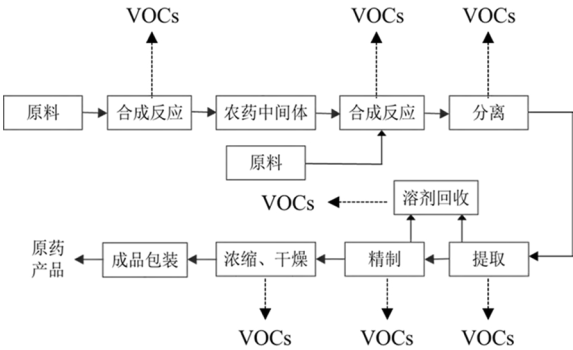 VOCs
VOCs
VOCs
原料
合成反应
农药中间体
合成反应
分离
原料
溶剂回收
VOCs
原药
产品
成品包装
浓缩、干燥
精制
提取
VOCs
VOCs
VOCs